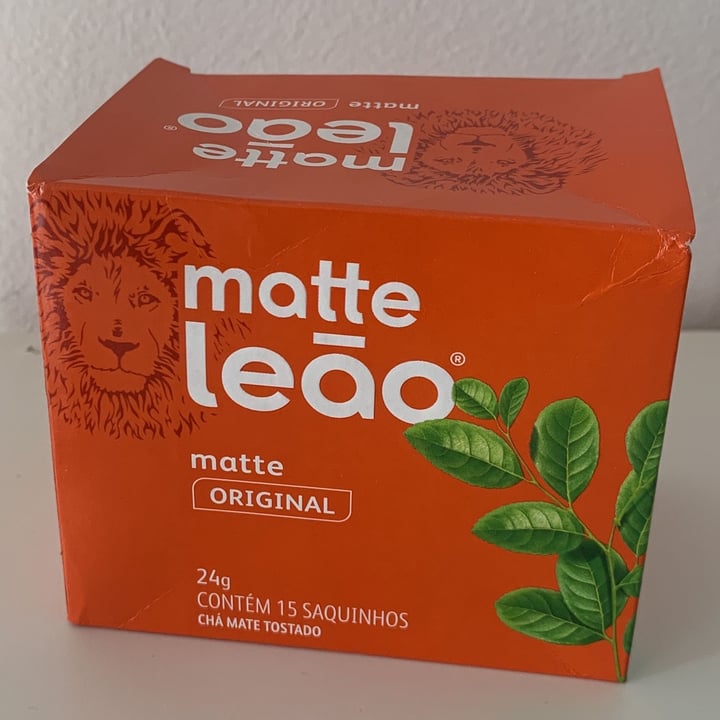 matte ORIGINAL
matte
leão®
matte
leão®
matte
ORIGINAL
24g
CONTÉM 15 SAQUINHOS
CHÁ MATE TOSTADO